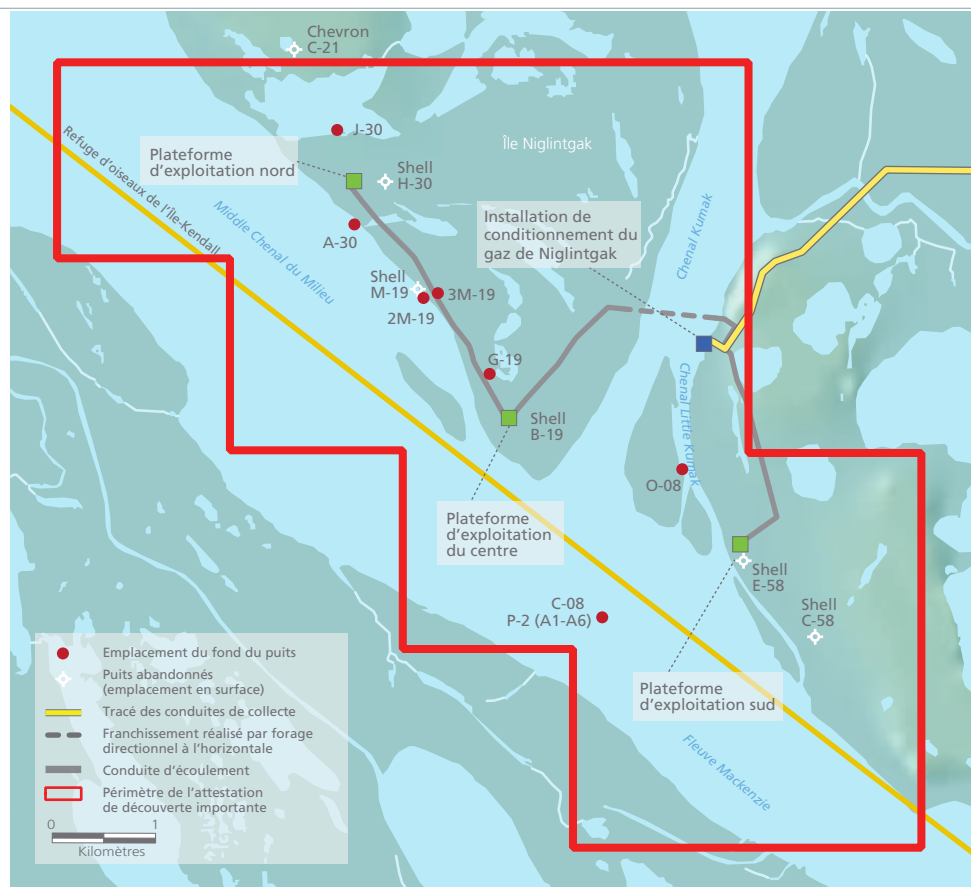 Chevron
C-21
J-30
Île Niglintgak
Plateforme
d'exploitation nord
Shell
H-30
Refuge d'oiseaux de l'Île-Kendall
Middle Chenal du Milieu
A-30
Installation de
conditionnement du
gaz de Niglintgak
Chenal Kumak
Shell
M-19
3M-19
2M-19
G-19
Shell
B-19
Chenal Little Kumak
O-08
Plateforme
d'exploitation
du centre
Shell
E-58
C-08
P-2 (A1-A6)
Shell
C-58
Plateforme
d'exploitation sud
Fleuve Mackenzie
Emplacement du fond du puits
Puits abandonnés
(emplacement en surface)
Tracé des conduites de collecte
Franchissement réalisé par forage
directionnel à l'horizontale
Conduite d'écoulement
Périmètre de l'attestation
de découverte importante
0 1
Kilomètres